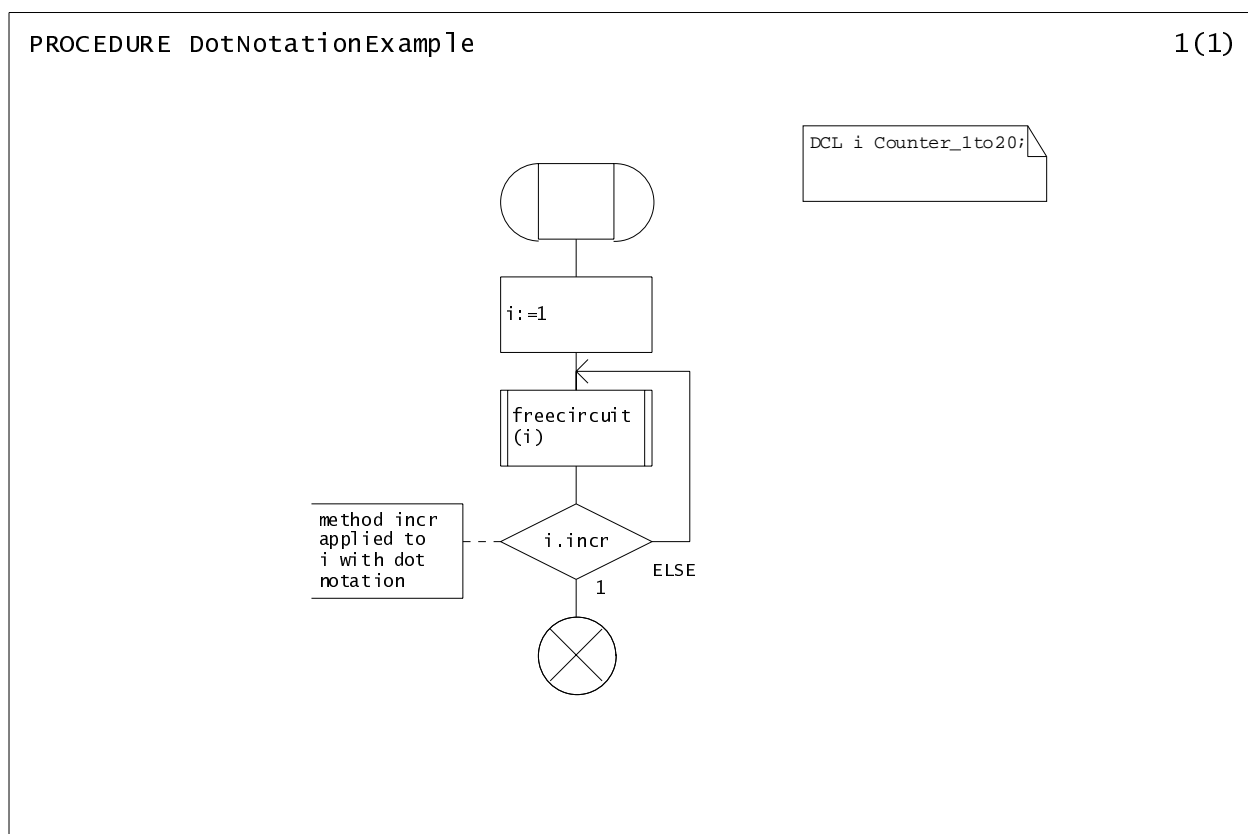 PROCEDURE DotNotationExample
1(1)
DCL i Counter_1to20;
i:=1
freecircuit
(i)
method incr
applied to
i with dot
notation
i.incr
ELSE
1